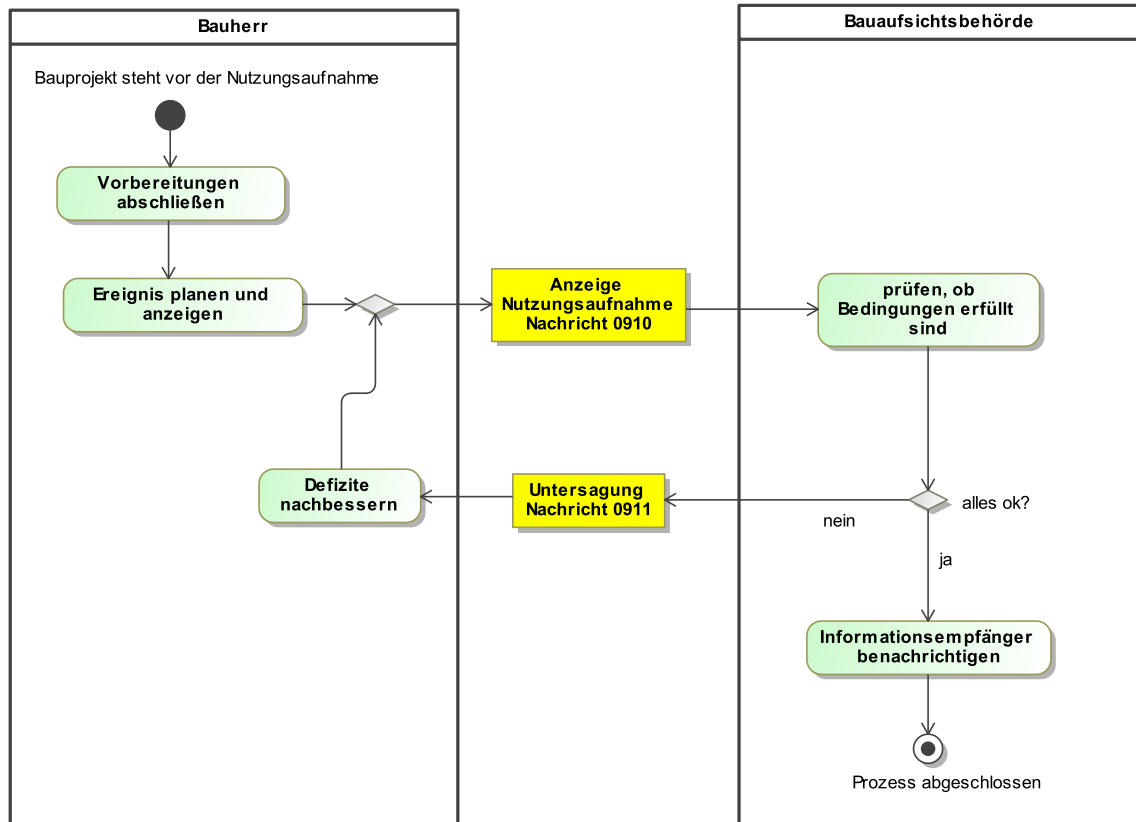 Bauherr
Bauaufsichtsbehörde
Bauprojekt steht vor der Nutzungsaufnahme
Vorbereitungen
abschließen
Ereignis planen und
anzeigen
Anzeige
Nutzungsaufnahme
Nachricht 0910
prüfen, ob
Bedingungen erfüllt
sind
Defizite
nachbessern
Untersagung
Nachricht 0911
nein
alles ok?
ja
Informationsempfänger
benachrichtigen
Prozess abgeschlossen